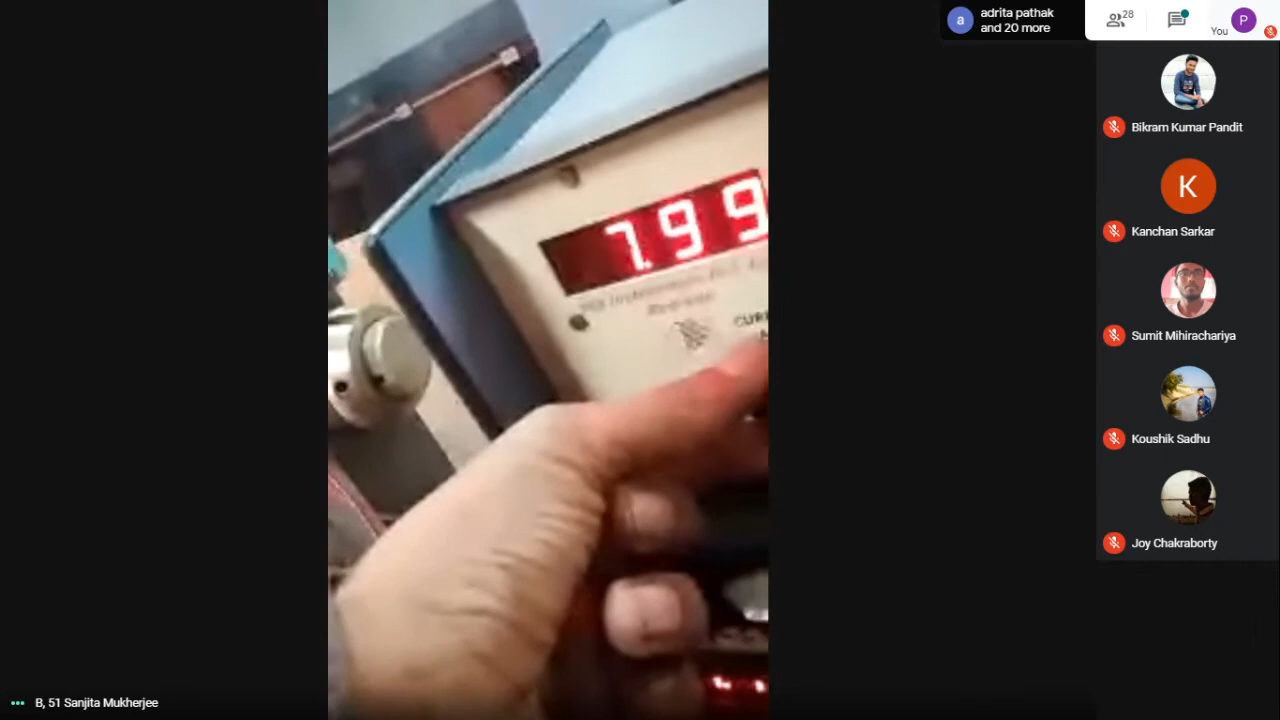 adrita pathak
and 20 more
28
You
P
a
Bikram Kumar Pandit
K
Kanchan Sarkar
Sumit Mihirachariya
Koushik Sadhu
Joy Chakraborty
7.99
B, 51 Sanjita Mukherjee